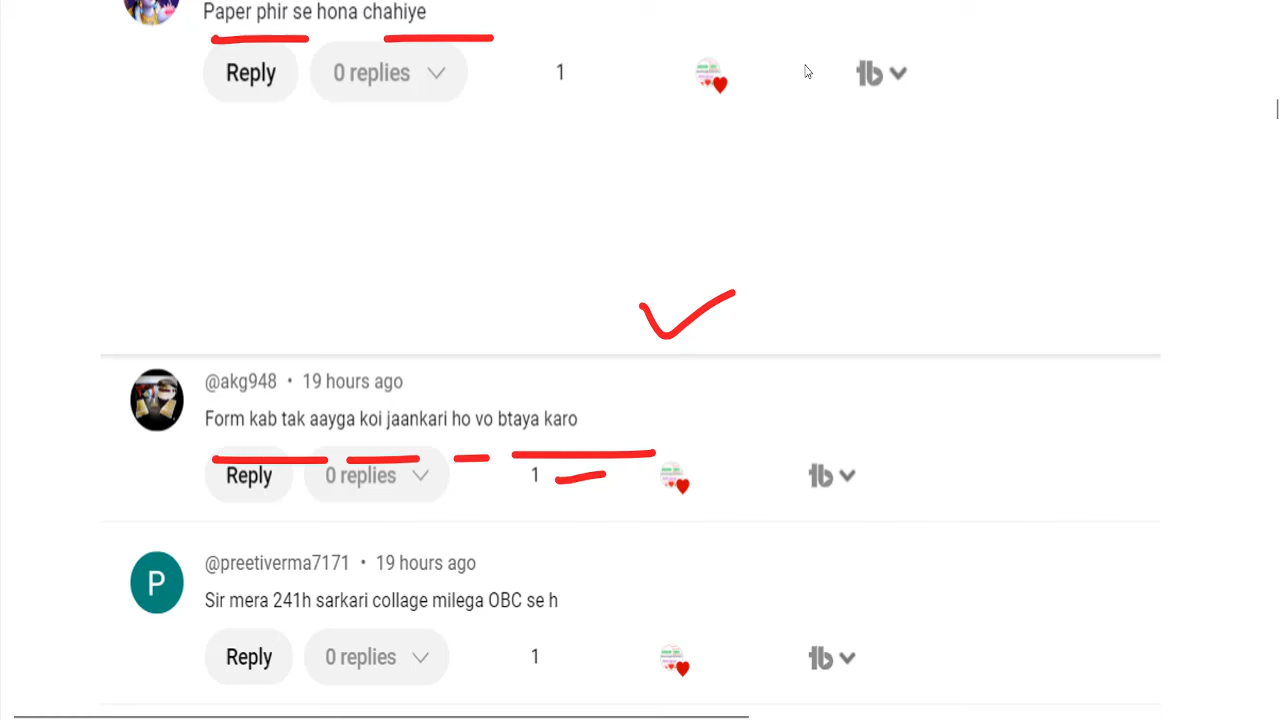 Paper phir se hona chahiye
Reply 0 replies 1
@akg948 • 19 hours ago
Form kab tak aayga koi jaankari ho vo btaya karo
Reply 0 replies 1
P
@preetiverma7171 • 19 hours ago
Sir mera 241h sarkari collage milega OBC se h
Reply 0 replies 1